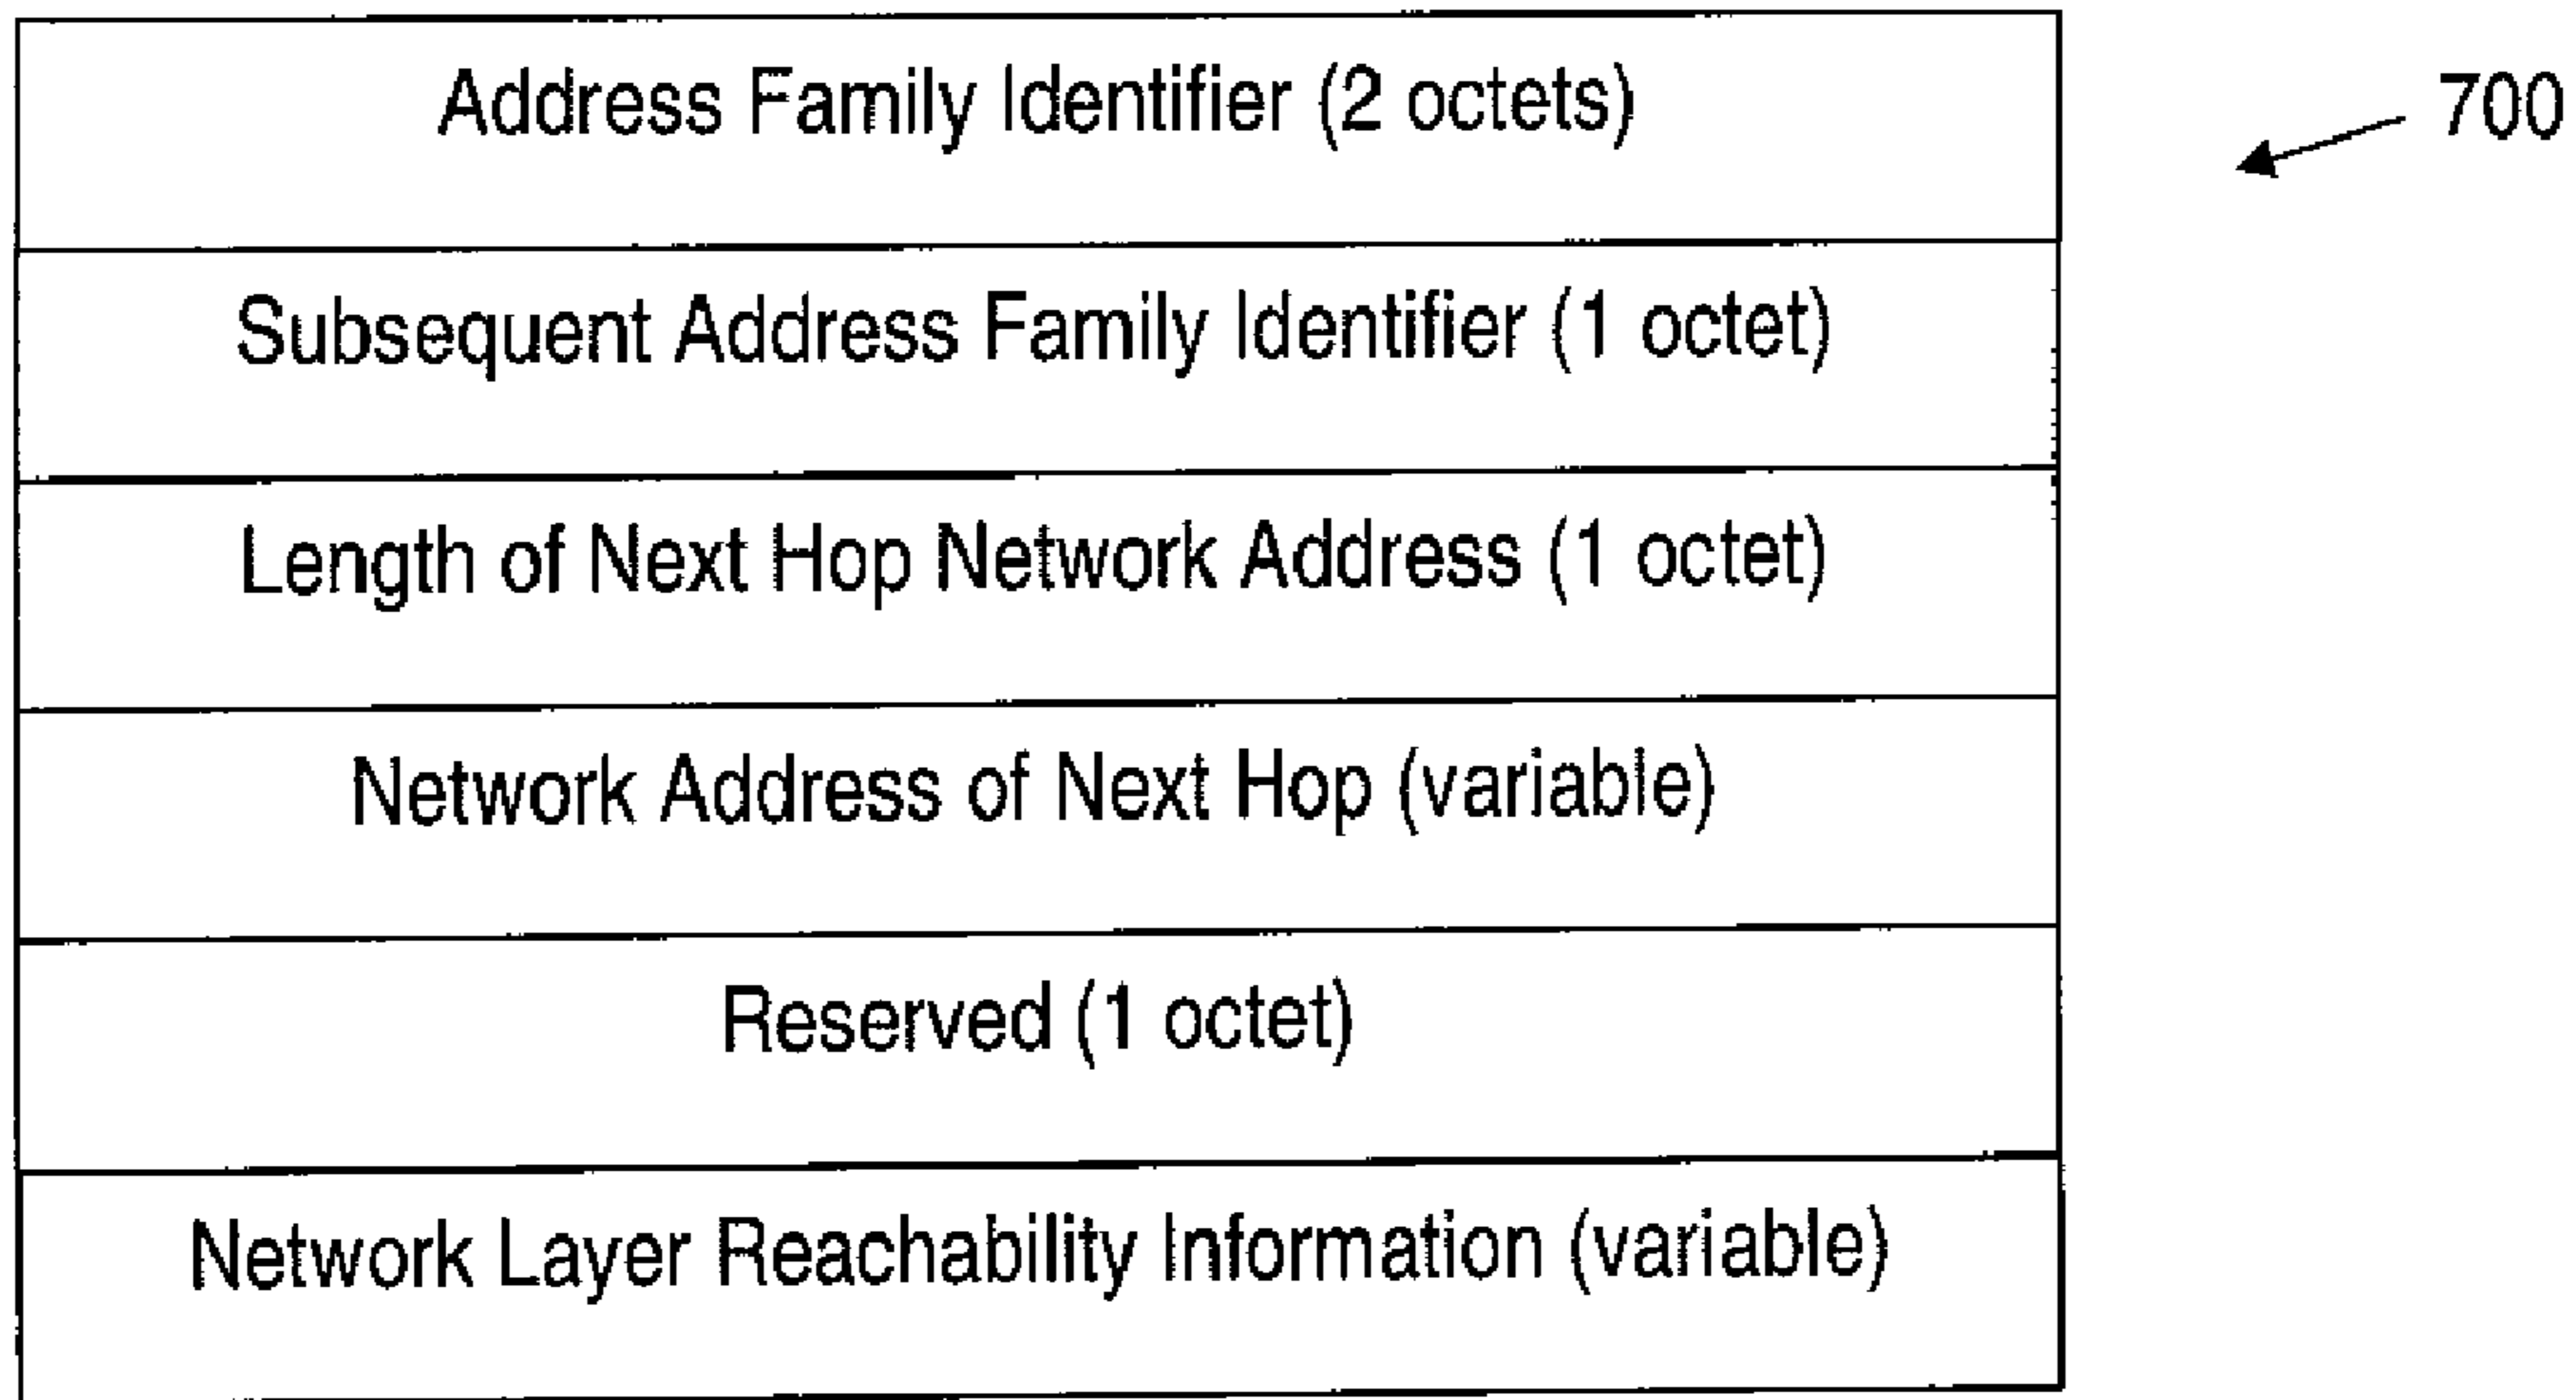 Address Family Identifier (2 octets)
700
Subsequent Address Family Identifier (1 octet)
Length of Next Hop Network Address (1 octet)
Network Address of Next Hop (variable)
Reserved (1 octet)
Network Layer Reachability Information (variable)